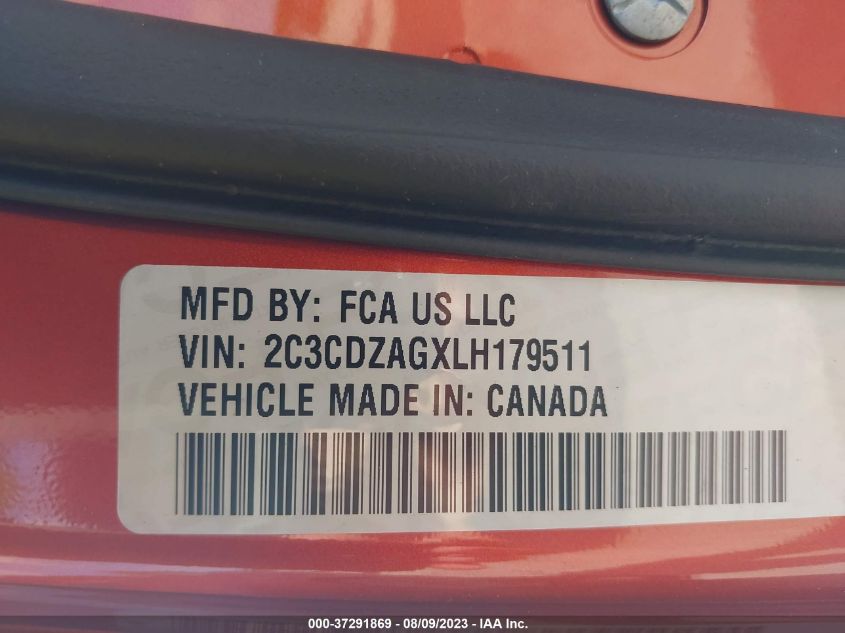 MFD BY: FCA US LLC
VIN: 2C3CDZAGXLH179511
VEHICLE MADE IN: CANADA
000-37291869 - 08/09/2023 - IAA Inc.